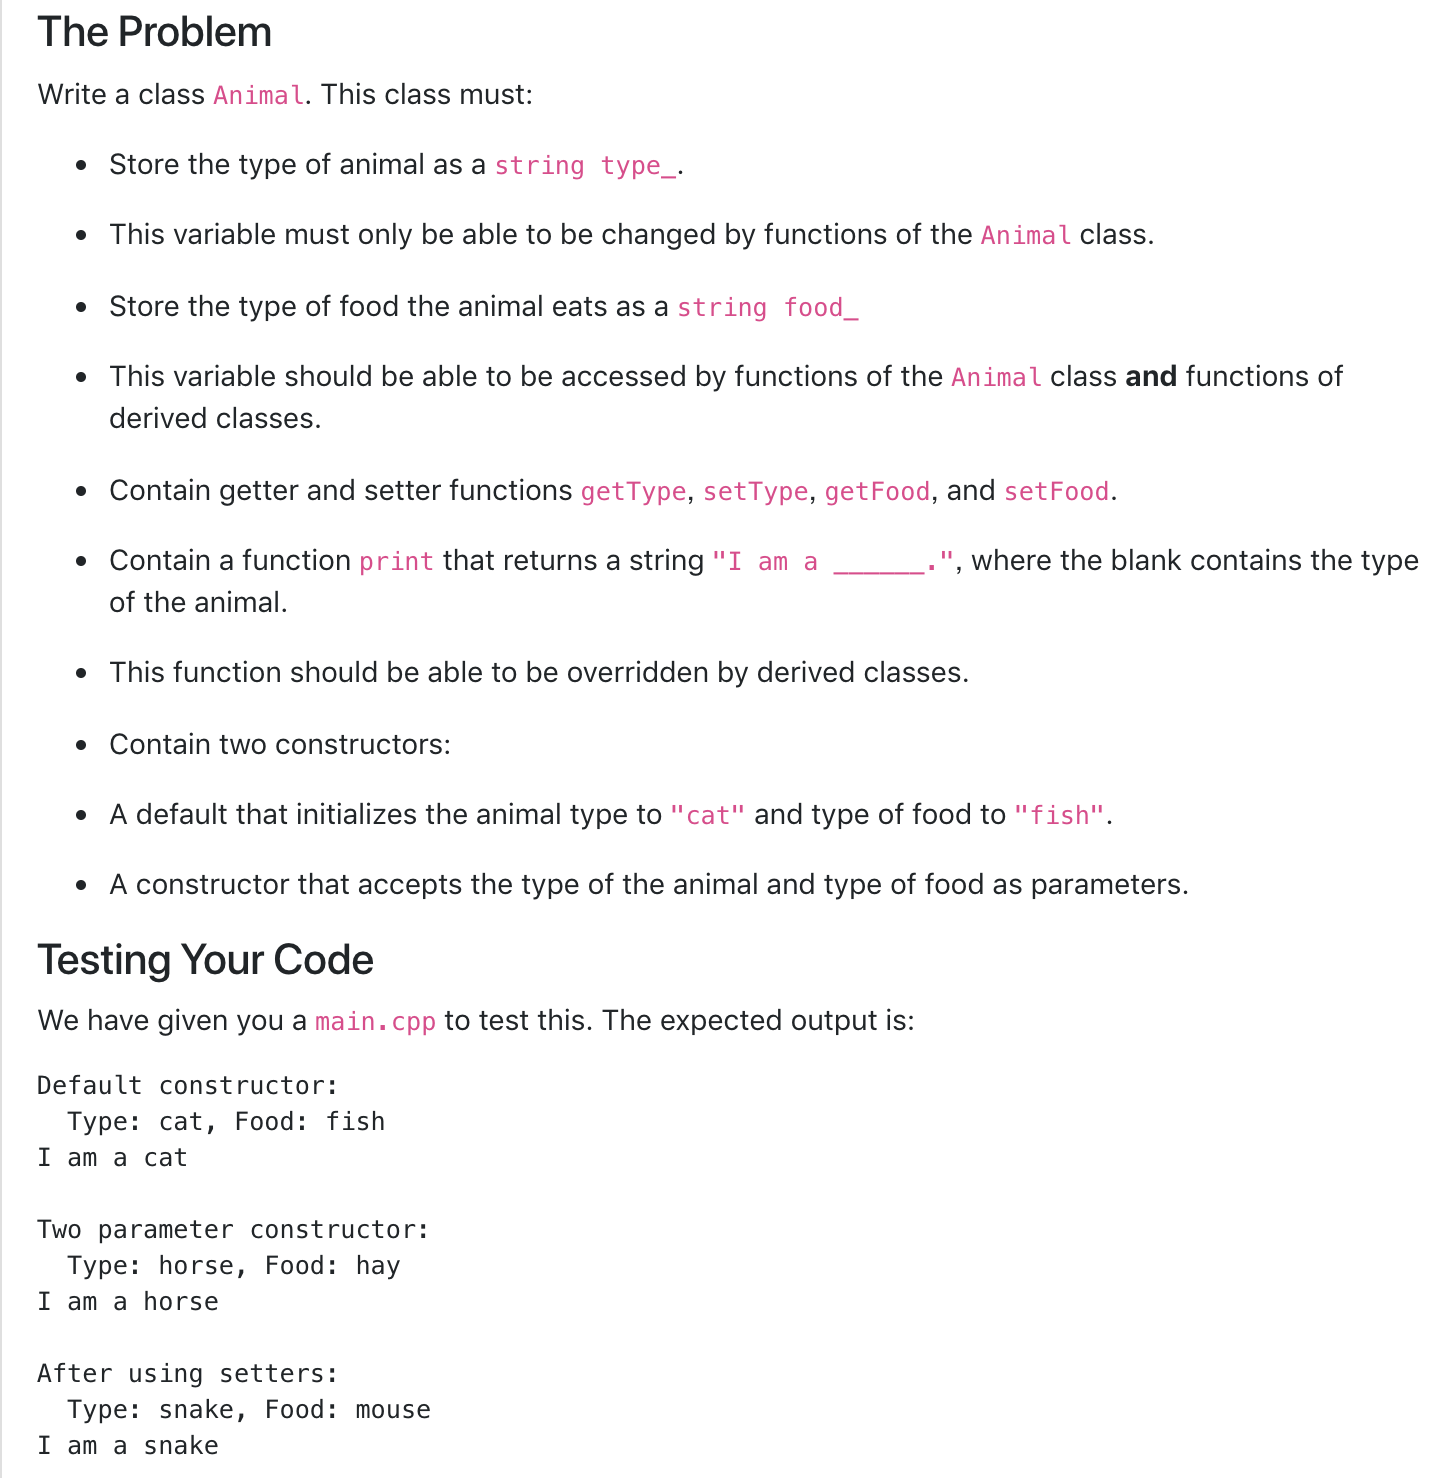 The Problem
Write a class Animal. This class must:
• Store the type of animal as a string type_.
• This variable must only be able to be changed by functions of the Animal class.
• Store the type of food the animal eats as a string food_
• This variable should be able to be accessed by functions of the Animal class and functions of
derived classes.
• Contain getter and setter functions getType, setType, getFood, and setFood.
• Contain a function print that returns a string "I am a ______.", where the blank contains the type
of the animal.
• This function should be able to be overridden by derived classes.
• Contain two constructors:
• A default that initializes the animal type to "cat" and type of food to "fish".
• A constructor that accepts the type of the animal and type of food as parameters.
Testing Your Code
We have given you a main.cpp to test this. The expected output is:
Default constructor:
  Type: cat, Food: fish
I am a cat

Two parameter constructor:
  Type: horse, Food: hay
I am a horse

After using setters:
  Type: snake, Food: mouse
I am a snake